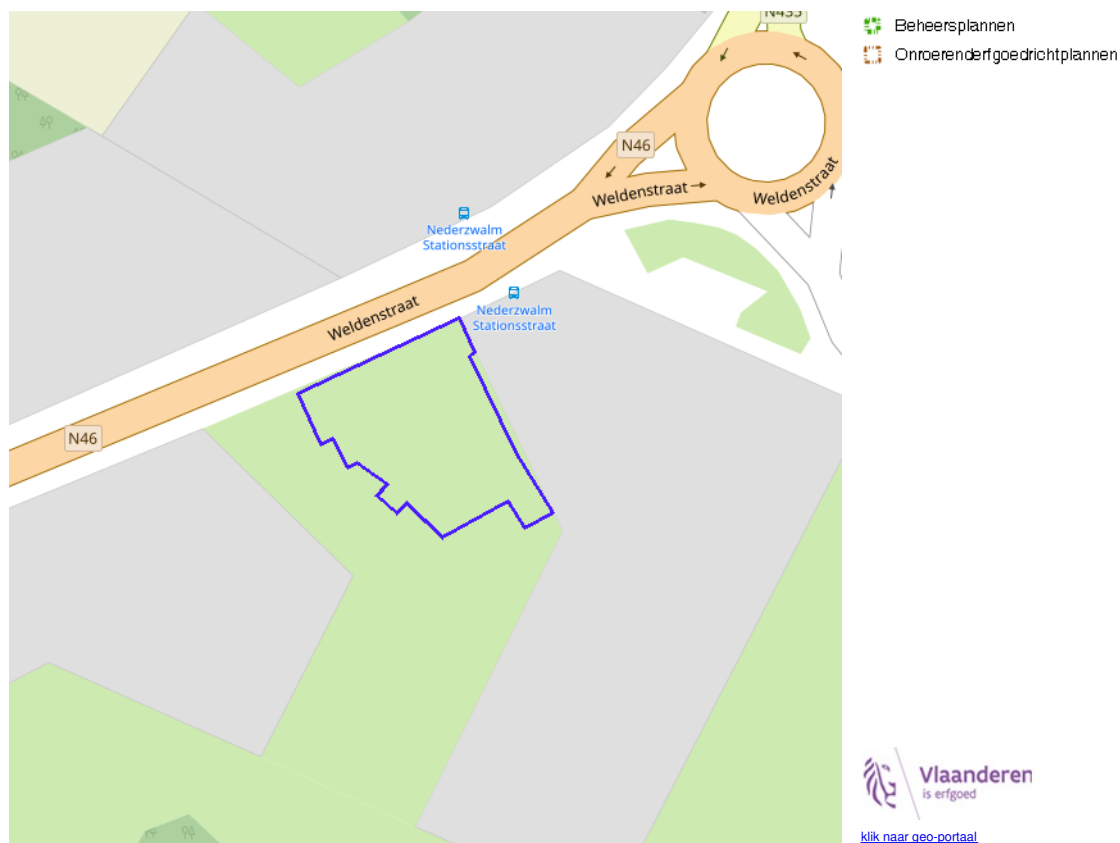 N435
Beheersplannen
Onroerenderfgoedrichtplannen
N46
Weldenstraat
Weldenstraat
Nederzwalm
Stationsstraat
Nederzwalm
Stationsstraat
Weldenstraat
N46
Vlaanderen
is erfgoed
klik naar geo-portaal